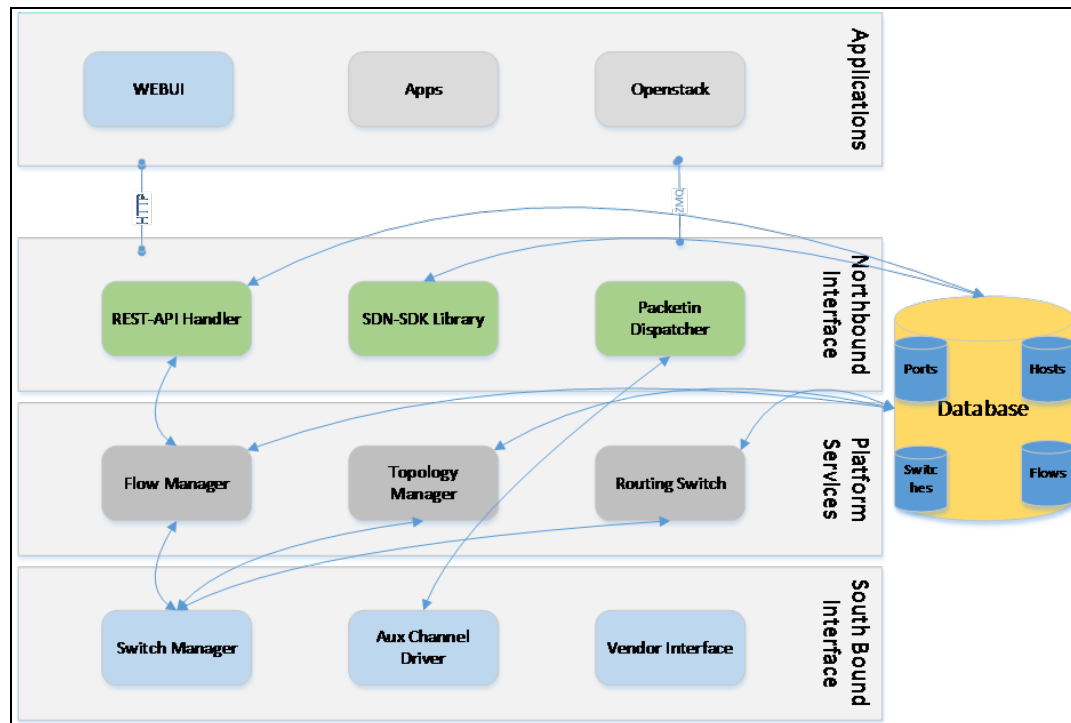 WEBUI
Apps
Openstack
Applications
HTTP
ZMQ
REST-API Handler
SDN-SDK Library
Packetin
Dispatcher
Northbound
Interface
Ports
Hosts
Database
Switc
hes
Flows
Flow Manager
Topology
Manager
Routing Switch
Platform
Services
Switch Manager
Aux Channel
Driver
Vendor Interface
South Bound
Interface